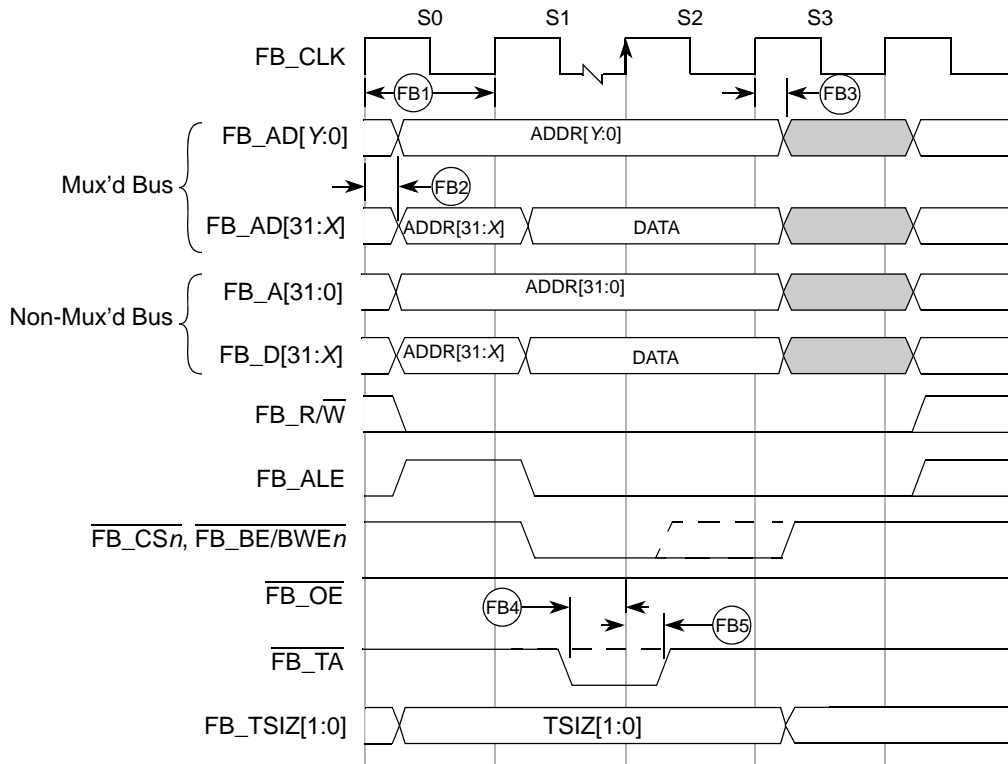 S0 S1 S2 S3
FB_CLK
FB1 FB3
FB_AD[Y:0] ADDR[Y:0]
Mux'd Bus
FB2
FB_AD[31:X] ADDR[31:X] DATA
FB_A[31:0] ADDR[31:0]
Non-Mux'd Bus
FB_D[31:X] ADDR[31:X] DATA
FB_R/W
FB_ALE
FB_CSn, FB_BE/BWEn
FB_OE
FB4 FB5
FB_TA
FB_TSIZ[1:0] TSIZ[1:0]